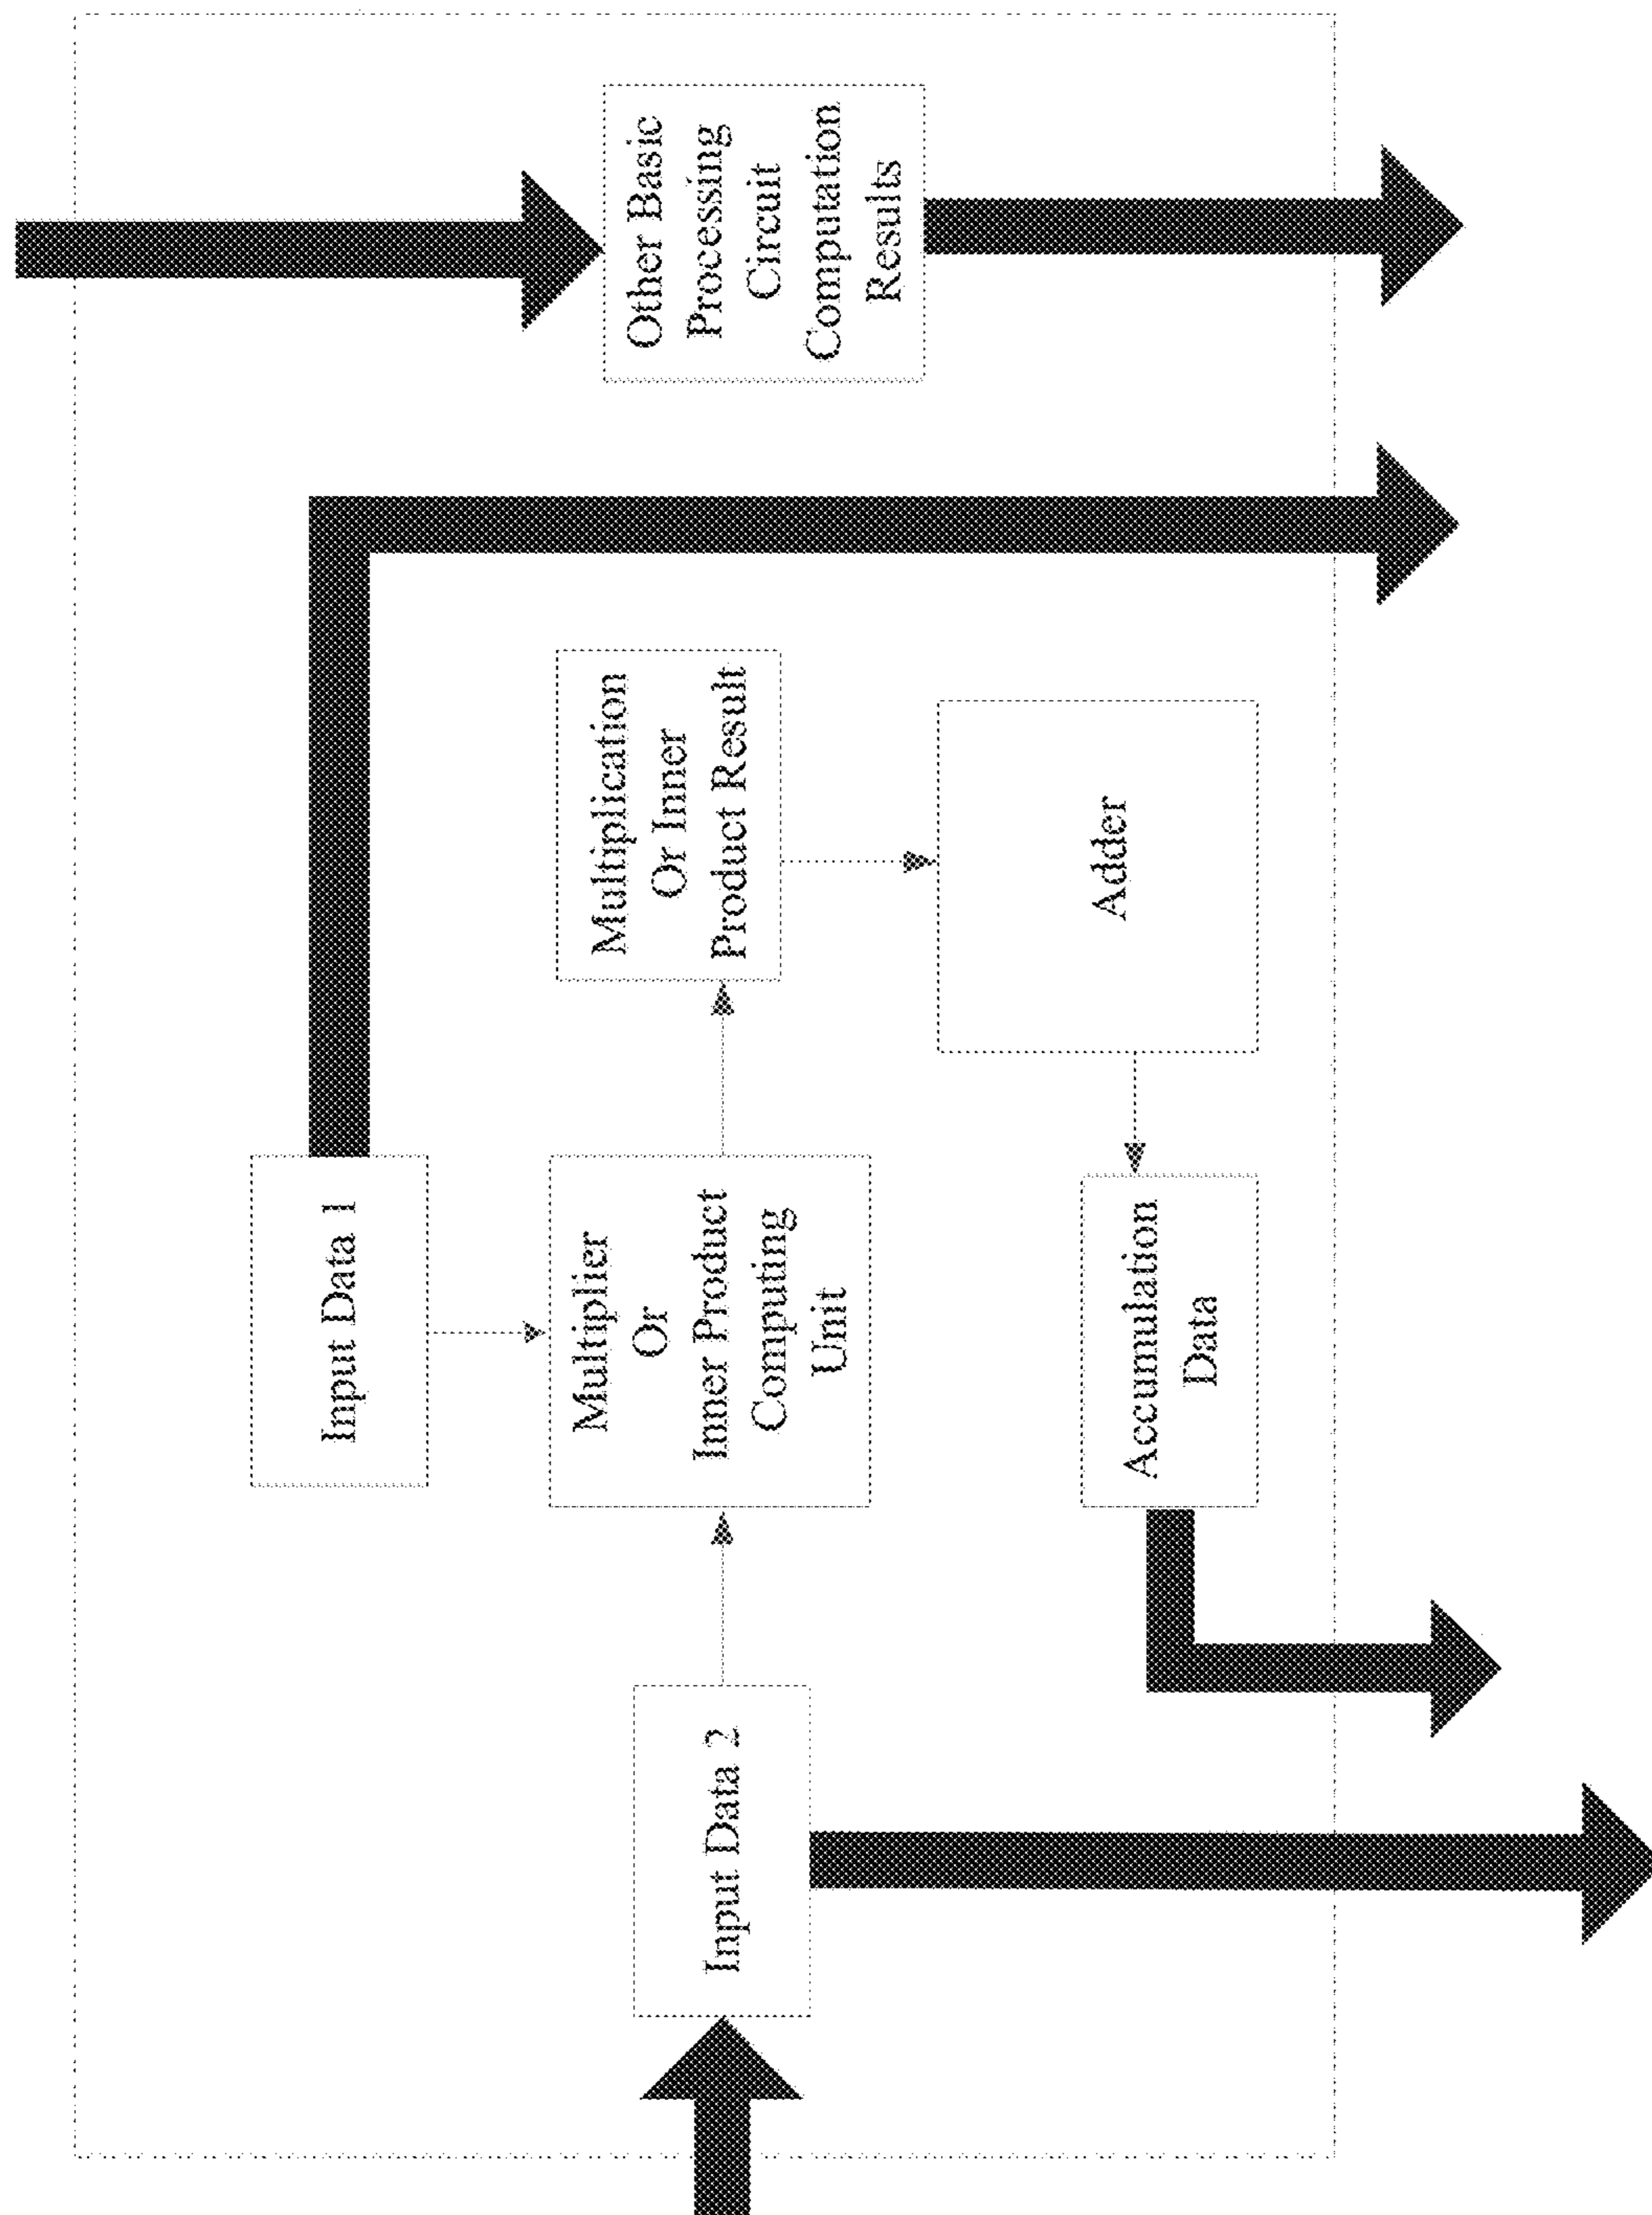 Input Data 1
Input Data 2
Multiplier
Or
Inner Product
Computing
Unit
Multiplication
Or Inner
Product Result
Other Basic
Processing
Circuit
Computation
Results
Accumulation
Data
Adder